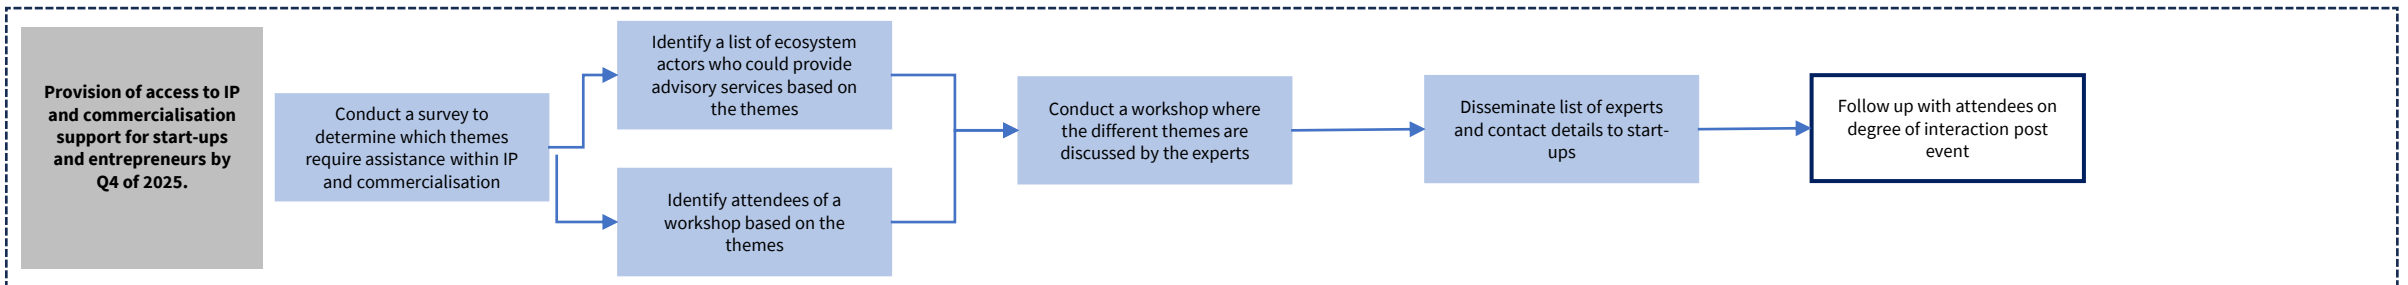 Provision of access to IP
and commercialisation
support for start-ups
and entrepreneurs by
Q4 of 2025.
Conduct a survey to
determine which themes
require assistance within IP
and commercialisation
Identify a list of ecosystem
actors who could provide
advisory services based on
the themes
Identify attendees of a
workshop based on the
themes
Conduct a workshop where
the different themes are
discussed by the experts
Disseminate list of experts
and contact details to start-
ups
Follow up with attendees on
degree of interaction post
event